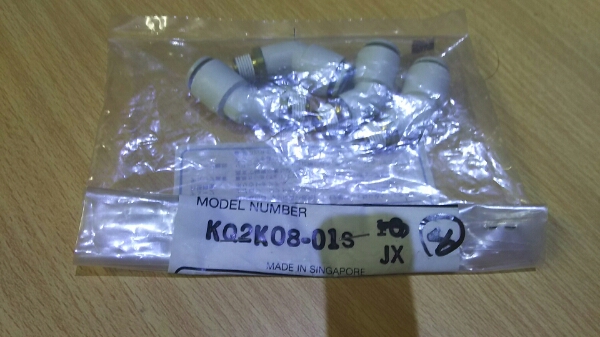 MODEL NUMBER
KQ2K08-01S
JX
MADE IN SINGAPORE